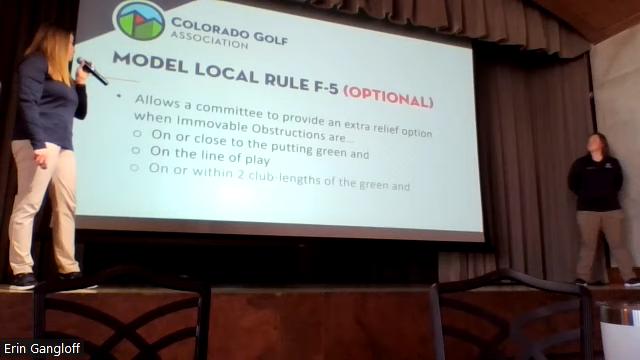 COLORADO GOLF
ASSOCIATION
MODEL LOCAL RULE F-5 (OPTIONAL)
• Allows a committee to provide an extra relief option
when Immovable Obstructions are...
o On or close to the putting green and
o On the line of play
o On or within 2 club-lengths of the green and
Erin Gangloff